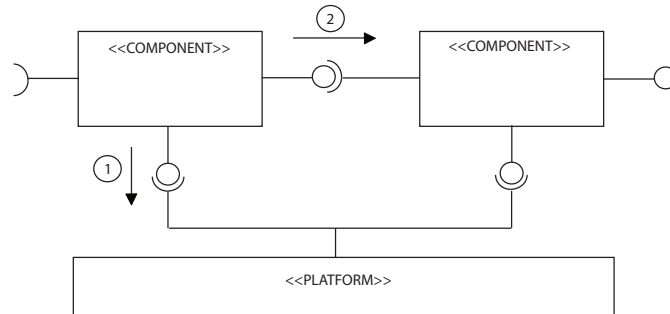 2
<<COMPONENT>>
<<COMPONENT>>
1
<<PLATFORM>>